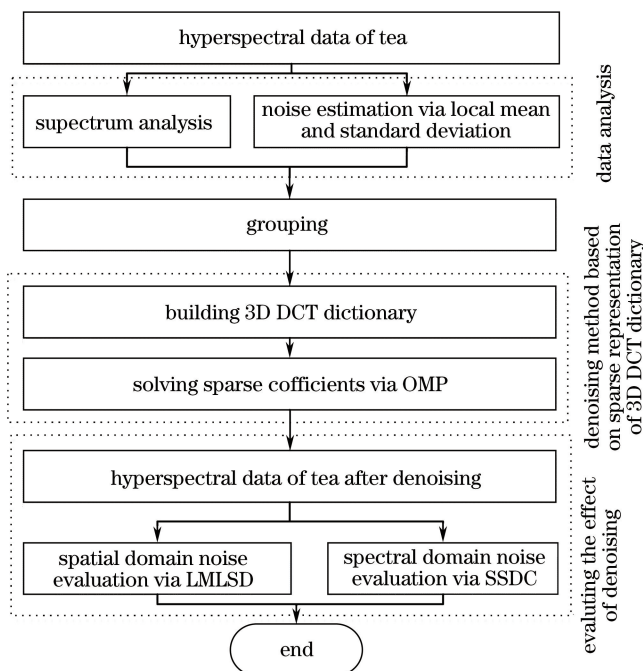 hyperspectral data of tea
supectrum analysis
noise estimation via local mean
and standard deviation
data analysis
grouping
building 3D DCT dictionary
solving sparse cofficients via OMP
denoising method based
on sparse representation
of 3D DCT dictionary
hyperspectral data of tea after denoising
spatial domain noise
evaluation via LMLSD
spectral domain noise
evaluation via SSDC
evaluting the effect
of denoising
end